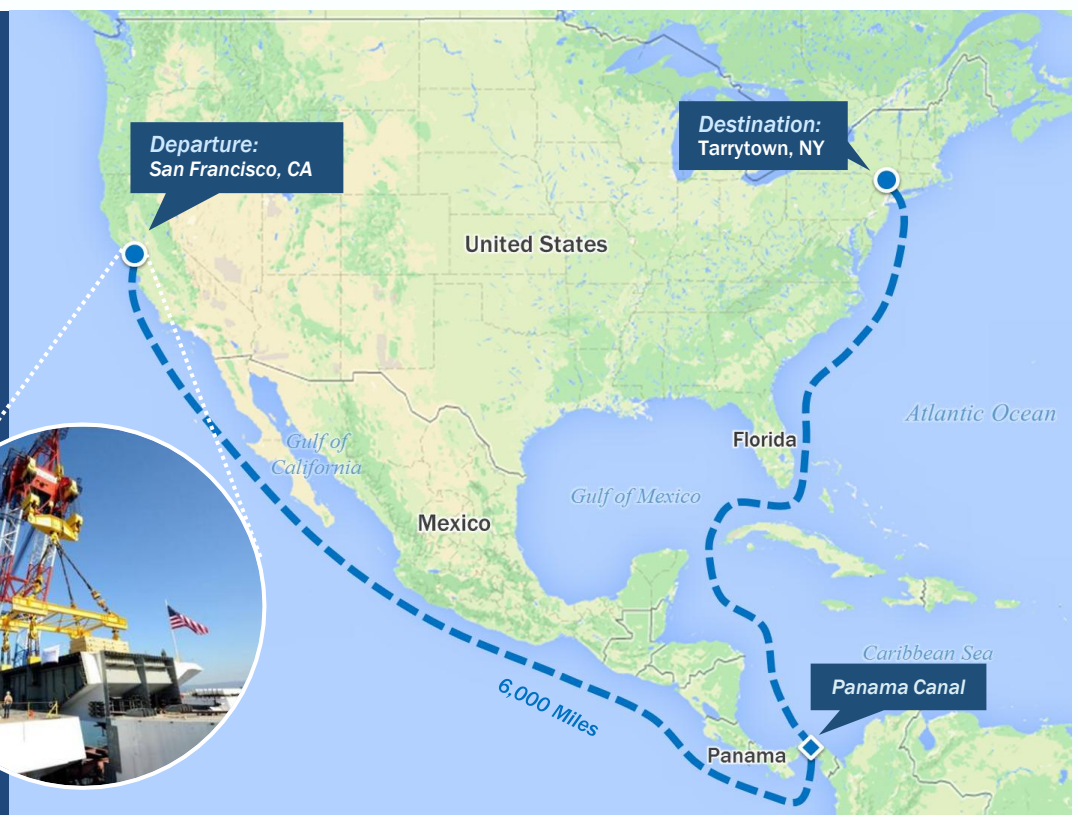 Departure:
San Francisco, CA
Destination:
Tarrytown, NY
United States
Atlantic Ocean
Florida
Gulf of
California
Gulf of Mexico
Mexico
Caribbean Sea
Panama Canal
6,000 Miles
Panama